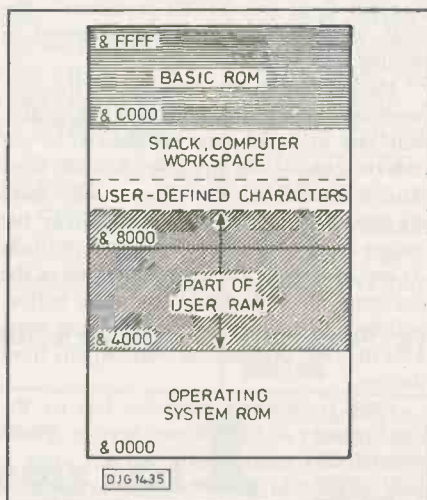 & FFFF
BASIC ROM
& C000
STACK, COMPUTER
WORKSPACE
USER-DEFINED CHARACTERS
& 8000
PART OF
USER RAM
& 4000
OPERATING
SYSTEM ROM
& 0000
DJG1435